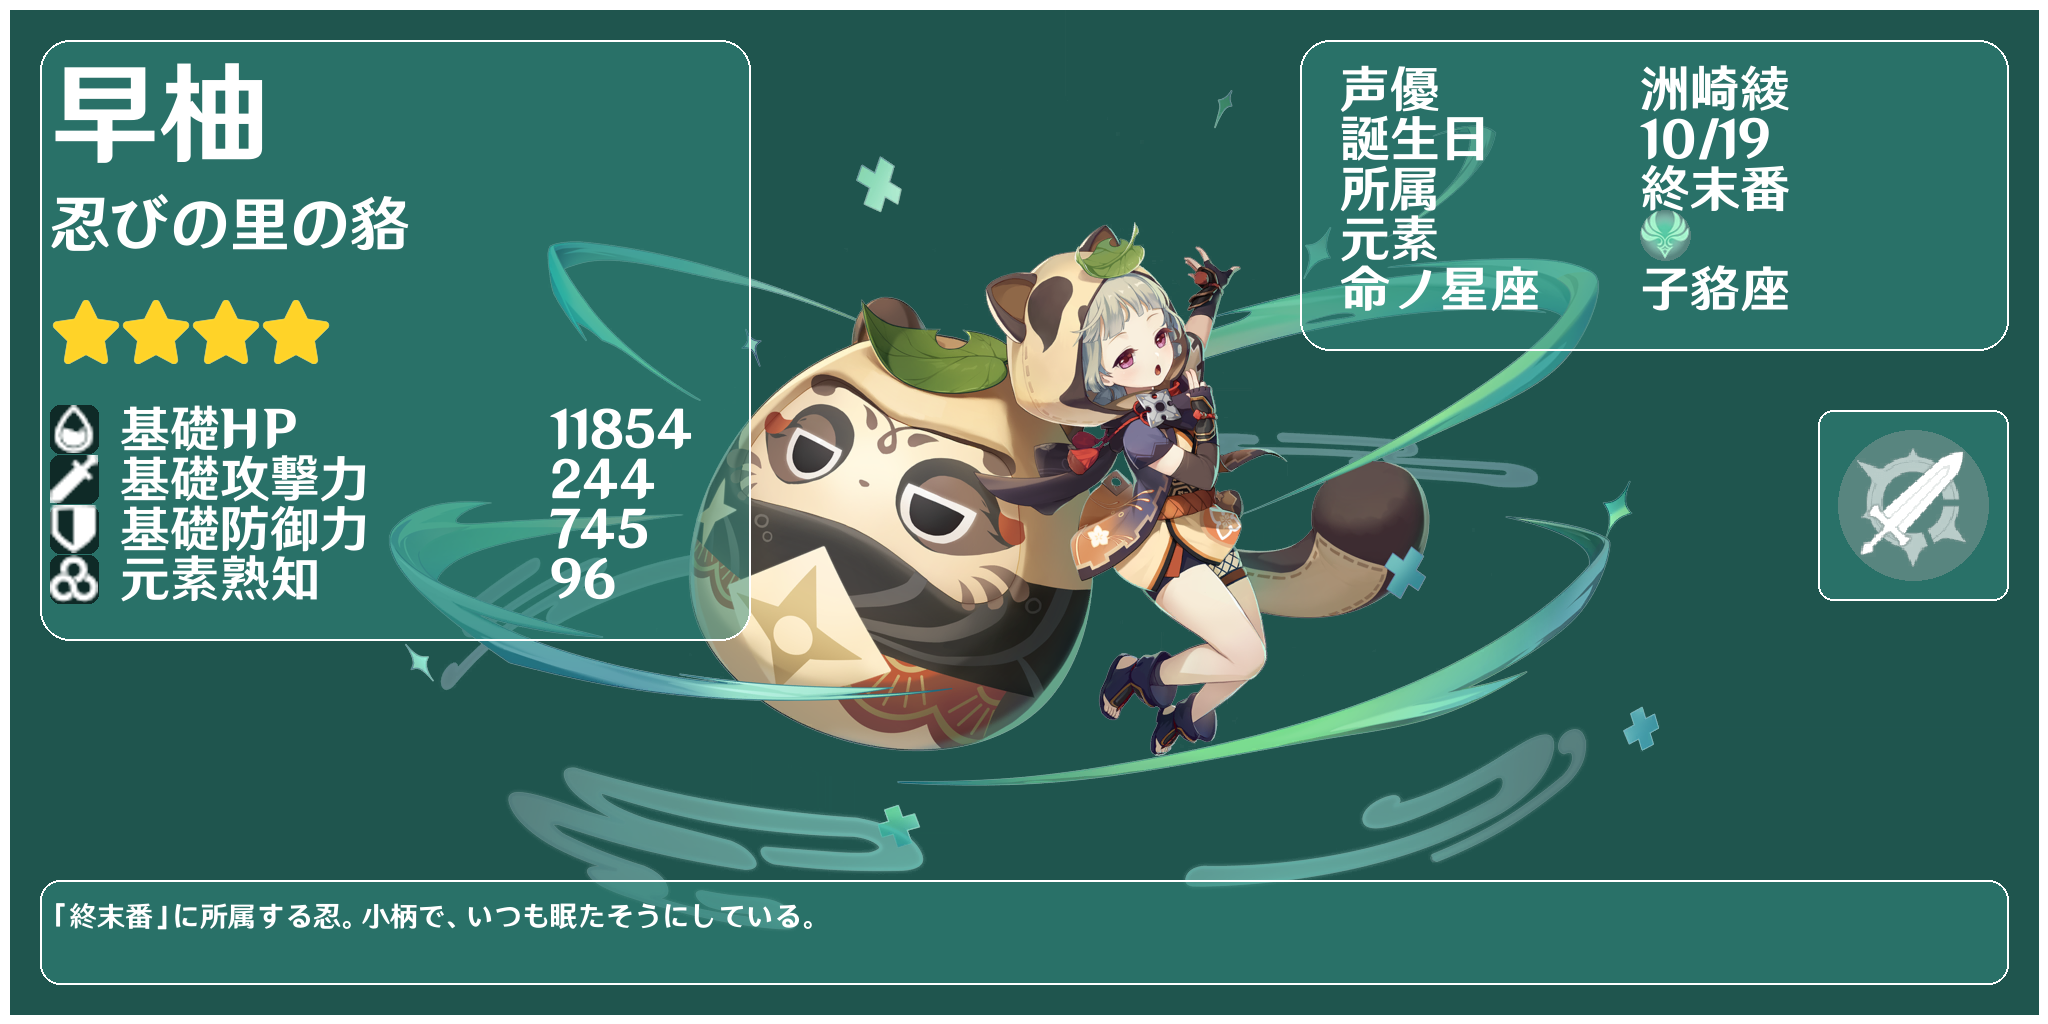 早柚
忍びの里の貉
基礎HP 11854
基礎攻撃力 244
基礎防御力 745
元素熟知 96
声優 洲崎綾
誕生日 10/19
所属 終末番
元素
命ノ星座 子貉座
「終末番」に所属する忍。小柄で、いつも眠たそうにしている。